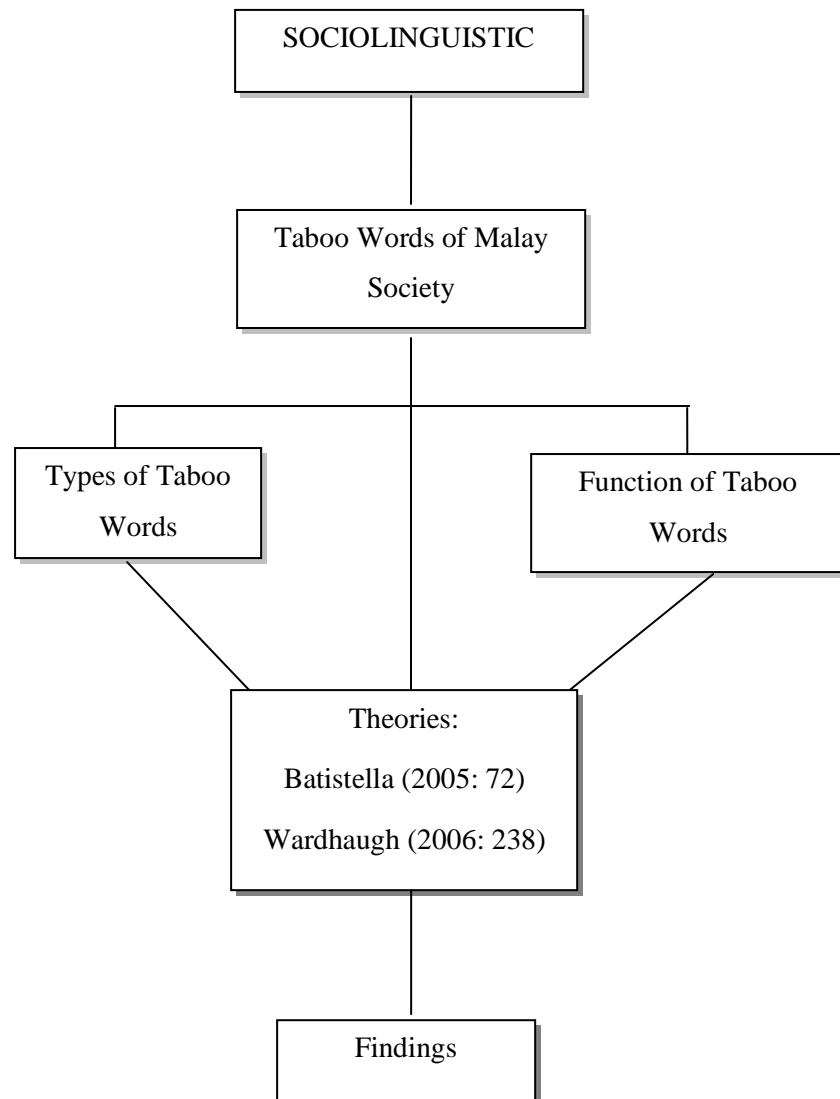 SOCIOLINGUISTIC
Taboo Words of Malay
Society
Types of Taboo
Words
Function of Taboo
Words
Theories:
Batistella (2005: 72)
Wardhaugh (2006: 238)
Findings